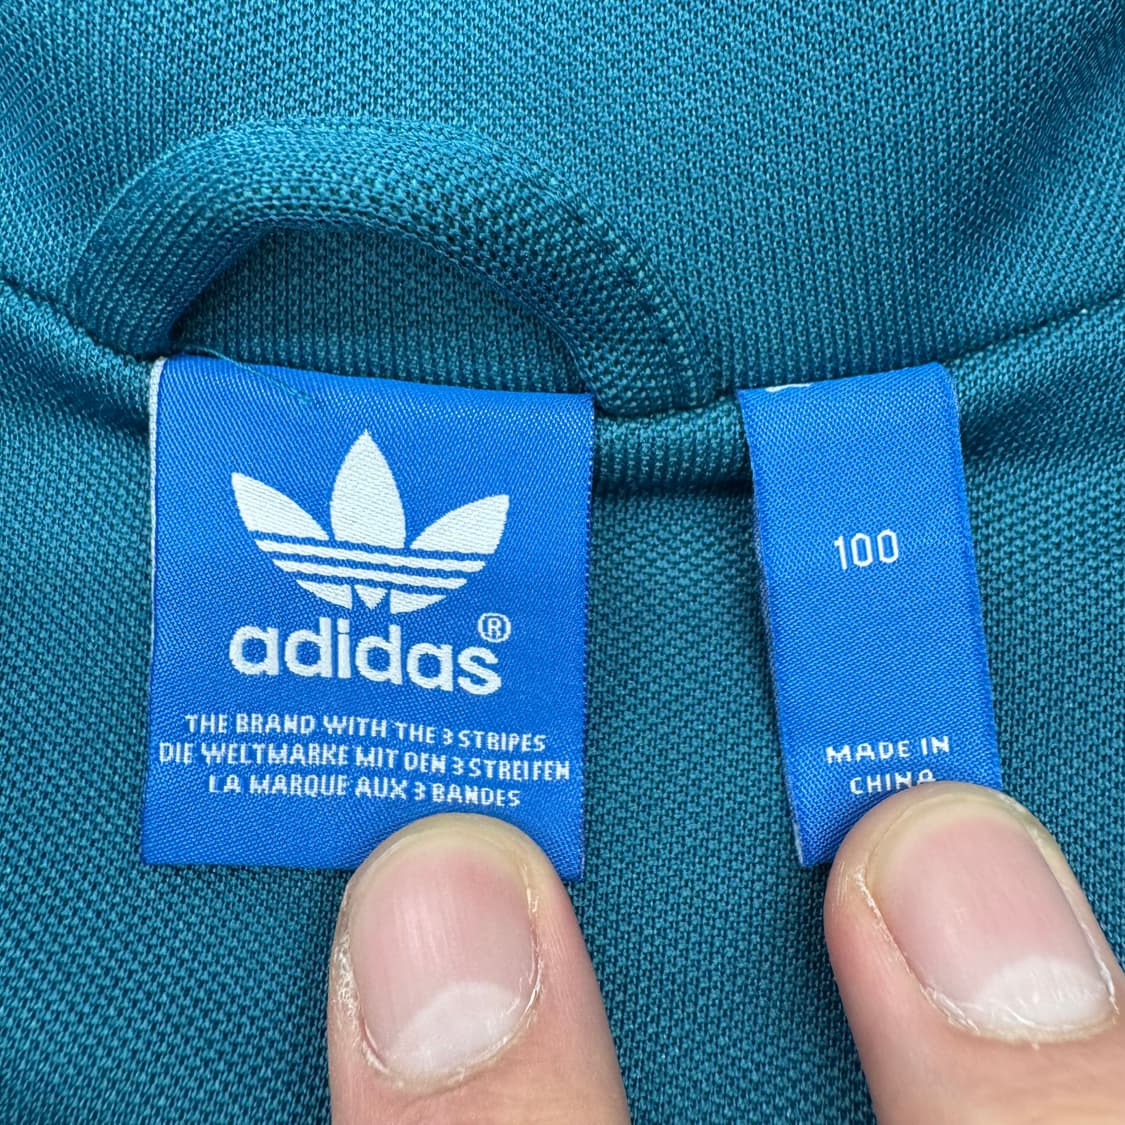 adidas®
THE BRAND WITH THE 3 STRIPES
DIE WELTMARKE MIT DEN 3 STREIFEN
LA MARQUE AUX 3 BANDES
100
MADE IN
CHINA